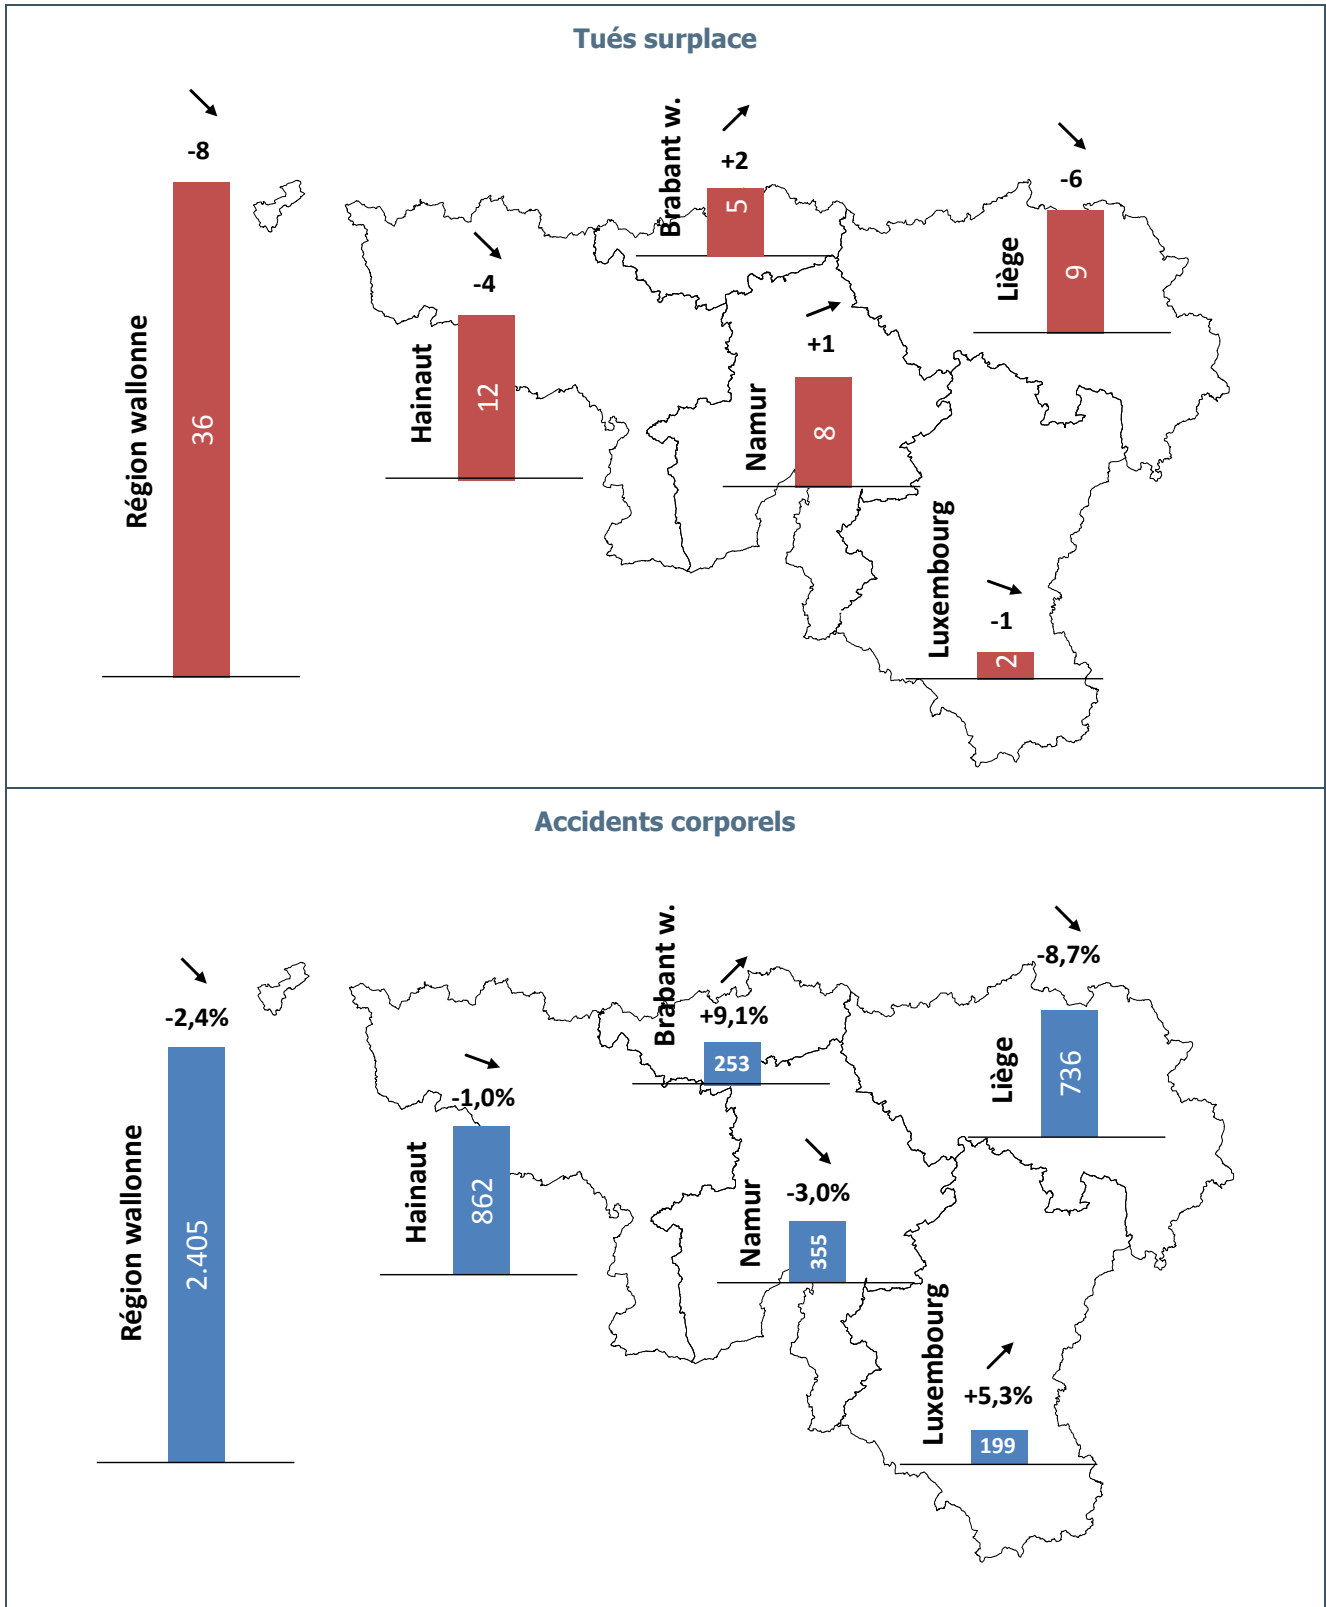 Tués surplace
-8
36
Région wallonne
-4
12
Hainaut
+2
5
Brabant w.
+1
8
Namur
-6
9
Liège
-1
2
Luxembourg
Accidents corporels
-2,4%
2.405
Région wallonne
-1,0%
862
Hainaut
+9,1%
253
Brabant w.
-3,0%
355
Namur
-8,7%
736
Liège
+5,3%
199
Luxembourg